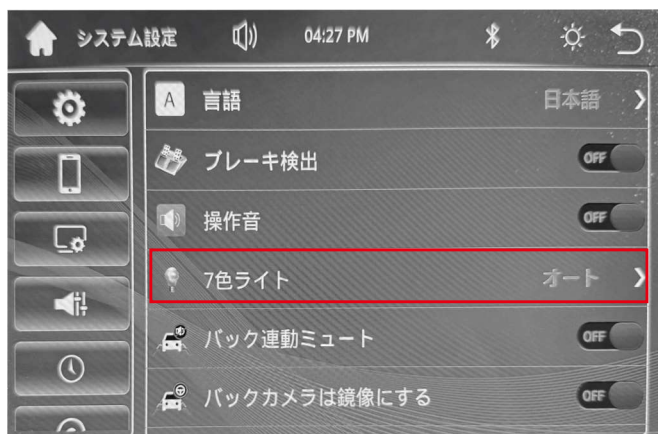 システム設定 04:27 PM
A 言語 日本語
ブレーキ検出 OFF
操作音 OFF
7色ライト オート
バック連動ミュート OFF
バックカメラは鏡像にする OFF